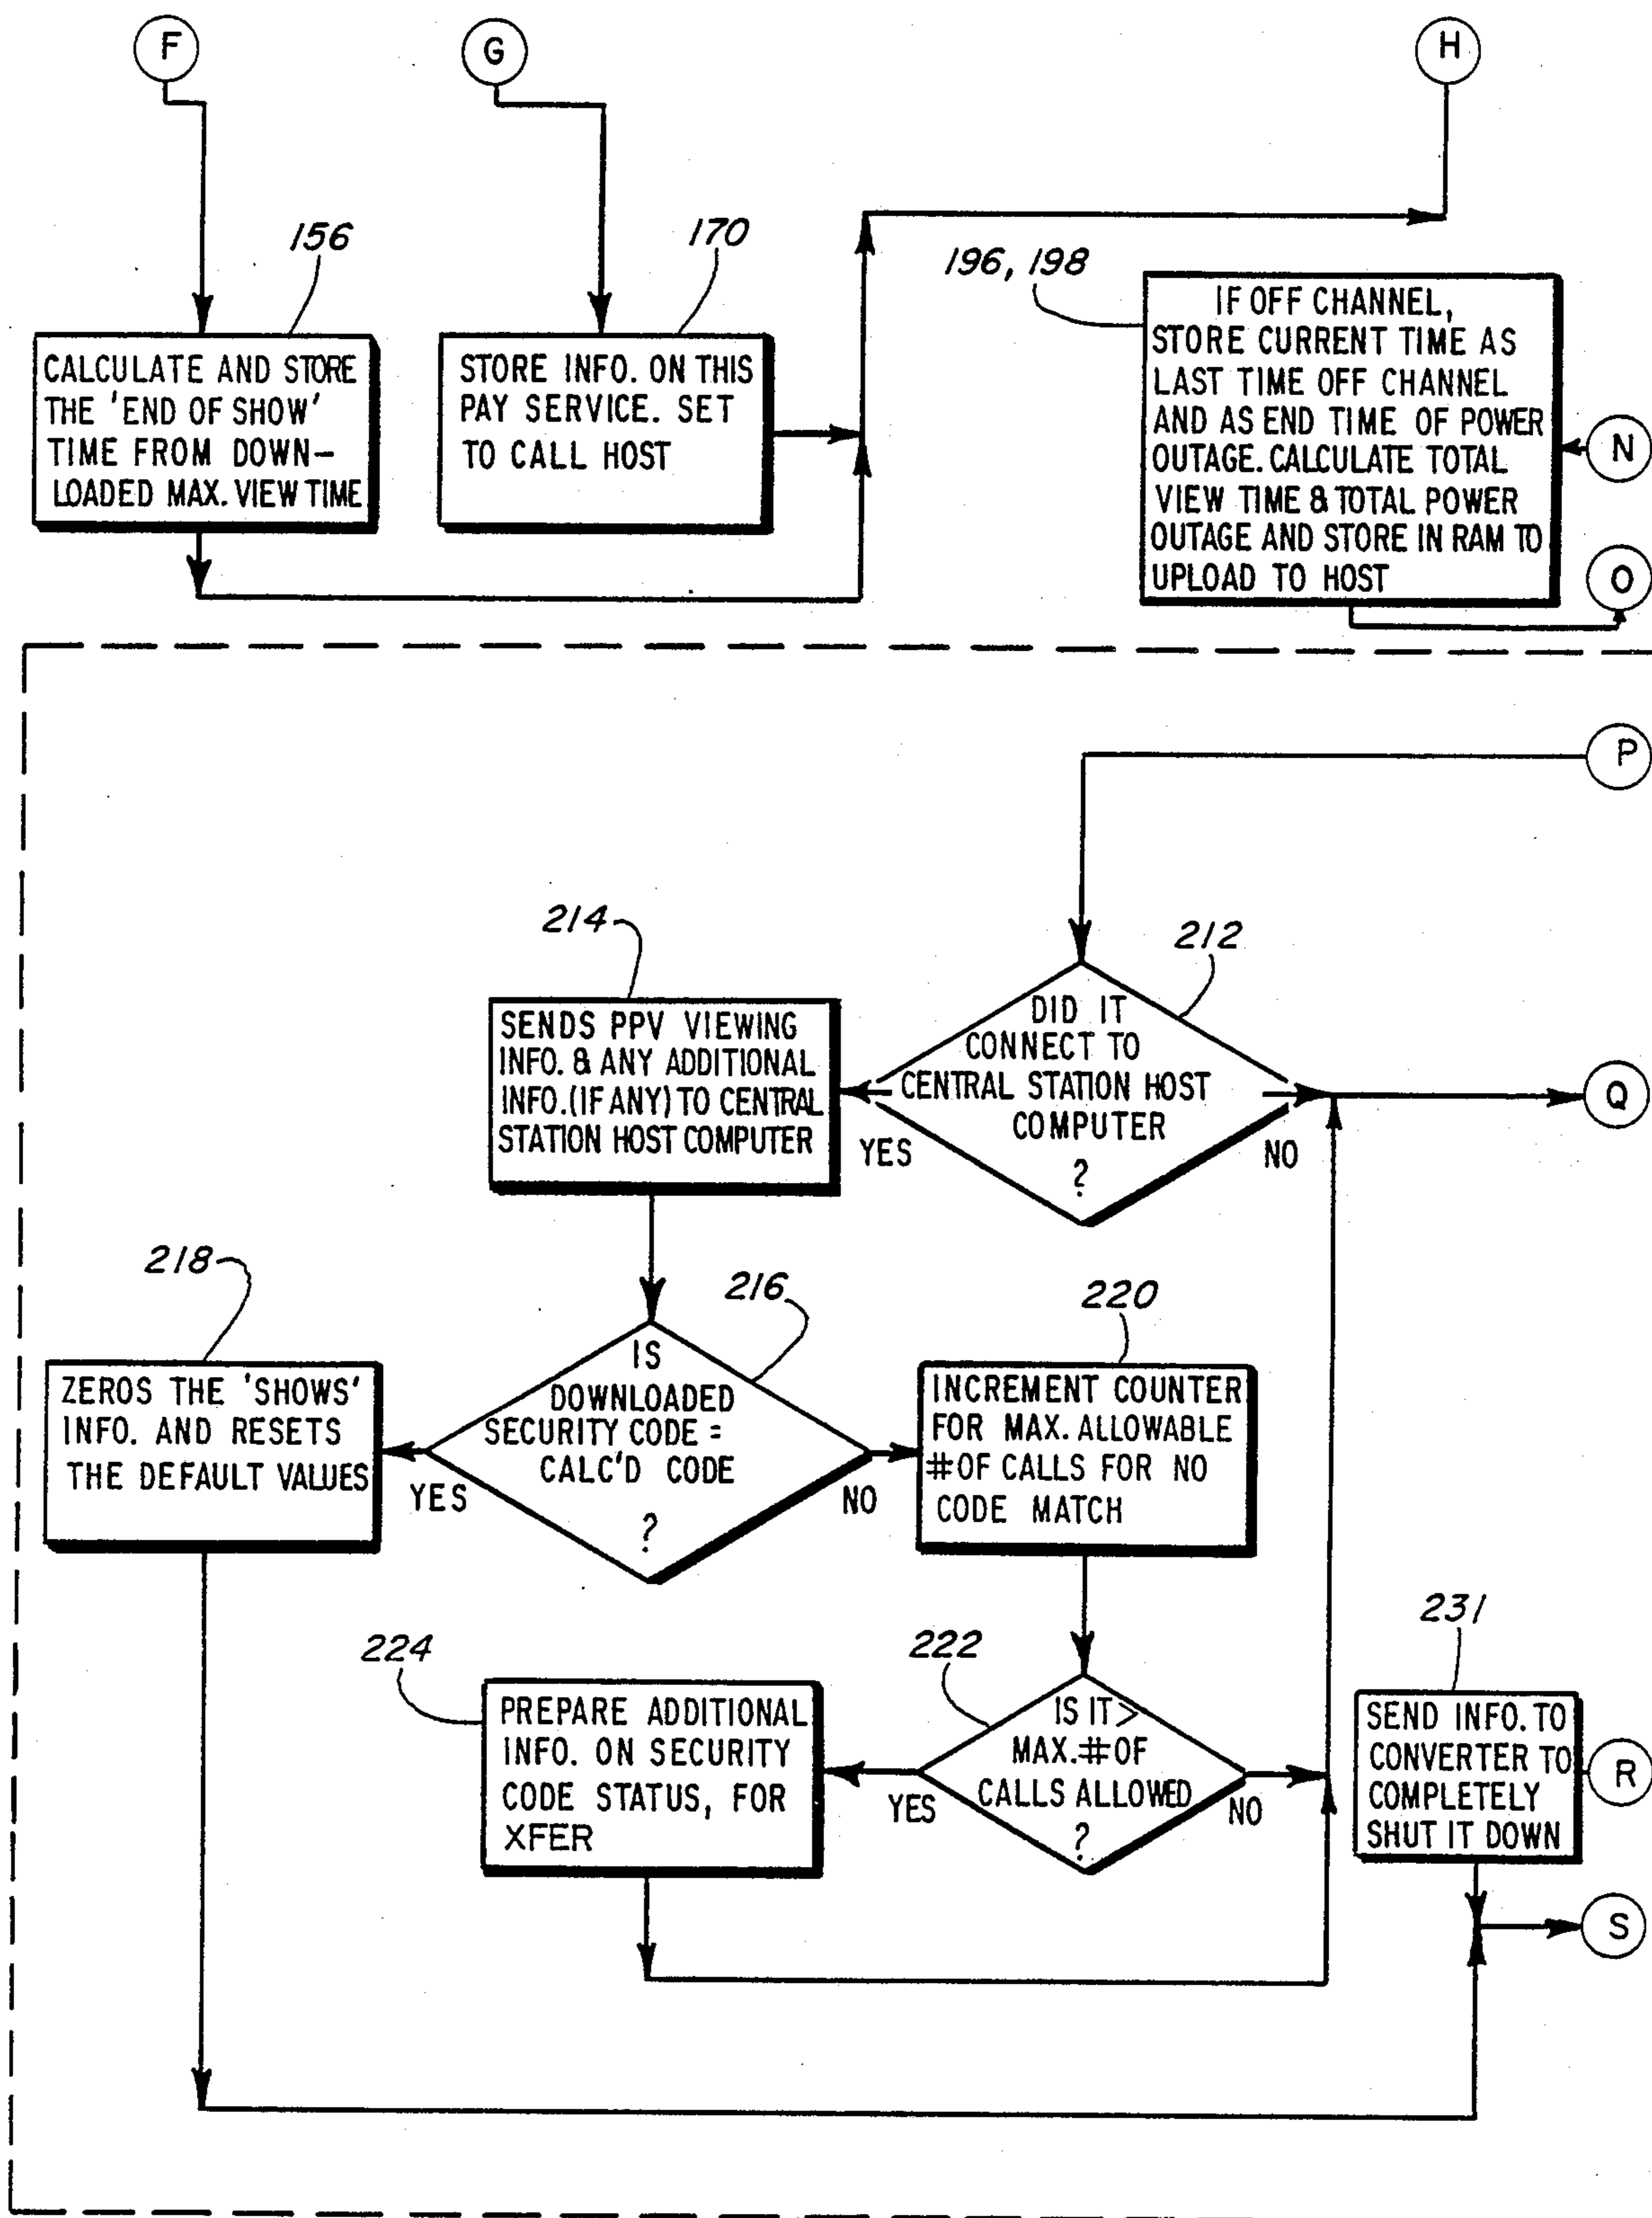 F
G
H
156
170
196, 198
CALCULATE AND STORE
THE 'END OF SHOW'
TIME FROM DOWN-
LOADED MAX. VIEW TIME
STORE INFO. ON THIS
PAY SERVICE. SET
TO CALL HOST
IF OFF CHANNEL,
STORE CURRENT TIME AS
LAST TIME OFF CHANNEL
AND AS END TIME OF POWER
OUTAGE. CALCULATE TOTAL
VIEW TIME & TOTAL POWER
OUTAGE AND STORE IN RAM TO
UPLOAD TO HOST
N
O
P
214
212
SENDS PPV VIEWING
INFO. & ANY ADDITIONAL
INFO. (IF ANY) TO CENTRAL
STATION HOST COMPUTER
DID IT
CONNECT TO
CENTRAL STATION HOST
COMPUTER
?
YES
NO
Q
218
216
220
ZEROS THE 'SHOWS'
INFO. AND RESETS
THE DEFAULT VALUES
IS
DOWNLOADED
SECURITY CODE =
CALC'D CODE
?
YES
NO
INCREMENT COUNTER
FOR MAX. ALLOWABLE
# OF CALLS FOR NO
CODE MATCH
224
222
231
PREPARE ADDITIONAL
INFO. ON SECURITY
CODE STATUS, FOR
XFER
IS IT >
MAX. # OF
CALLS ALLOWED
?
YES
NO
SEND INFO. TO
CONVERTER TO
COMPLETELY
SHUT IT DOWN
R
S